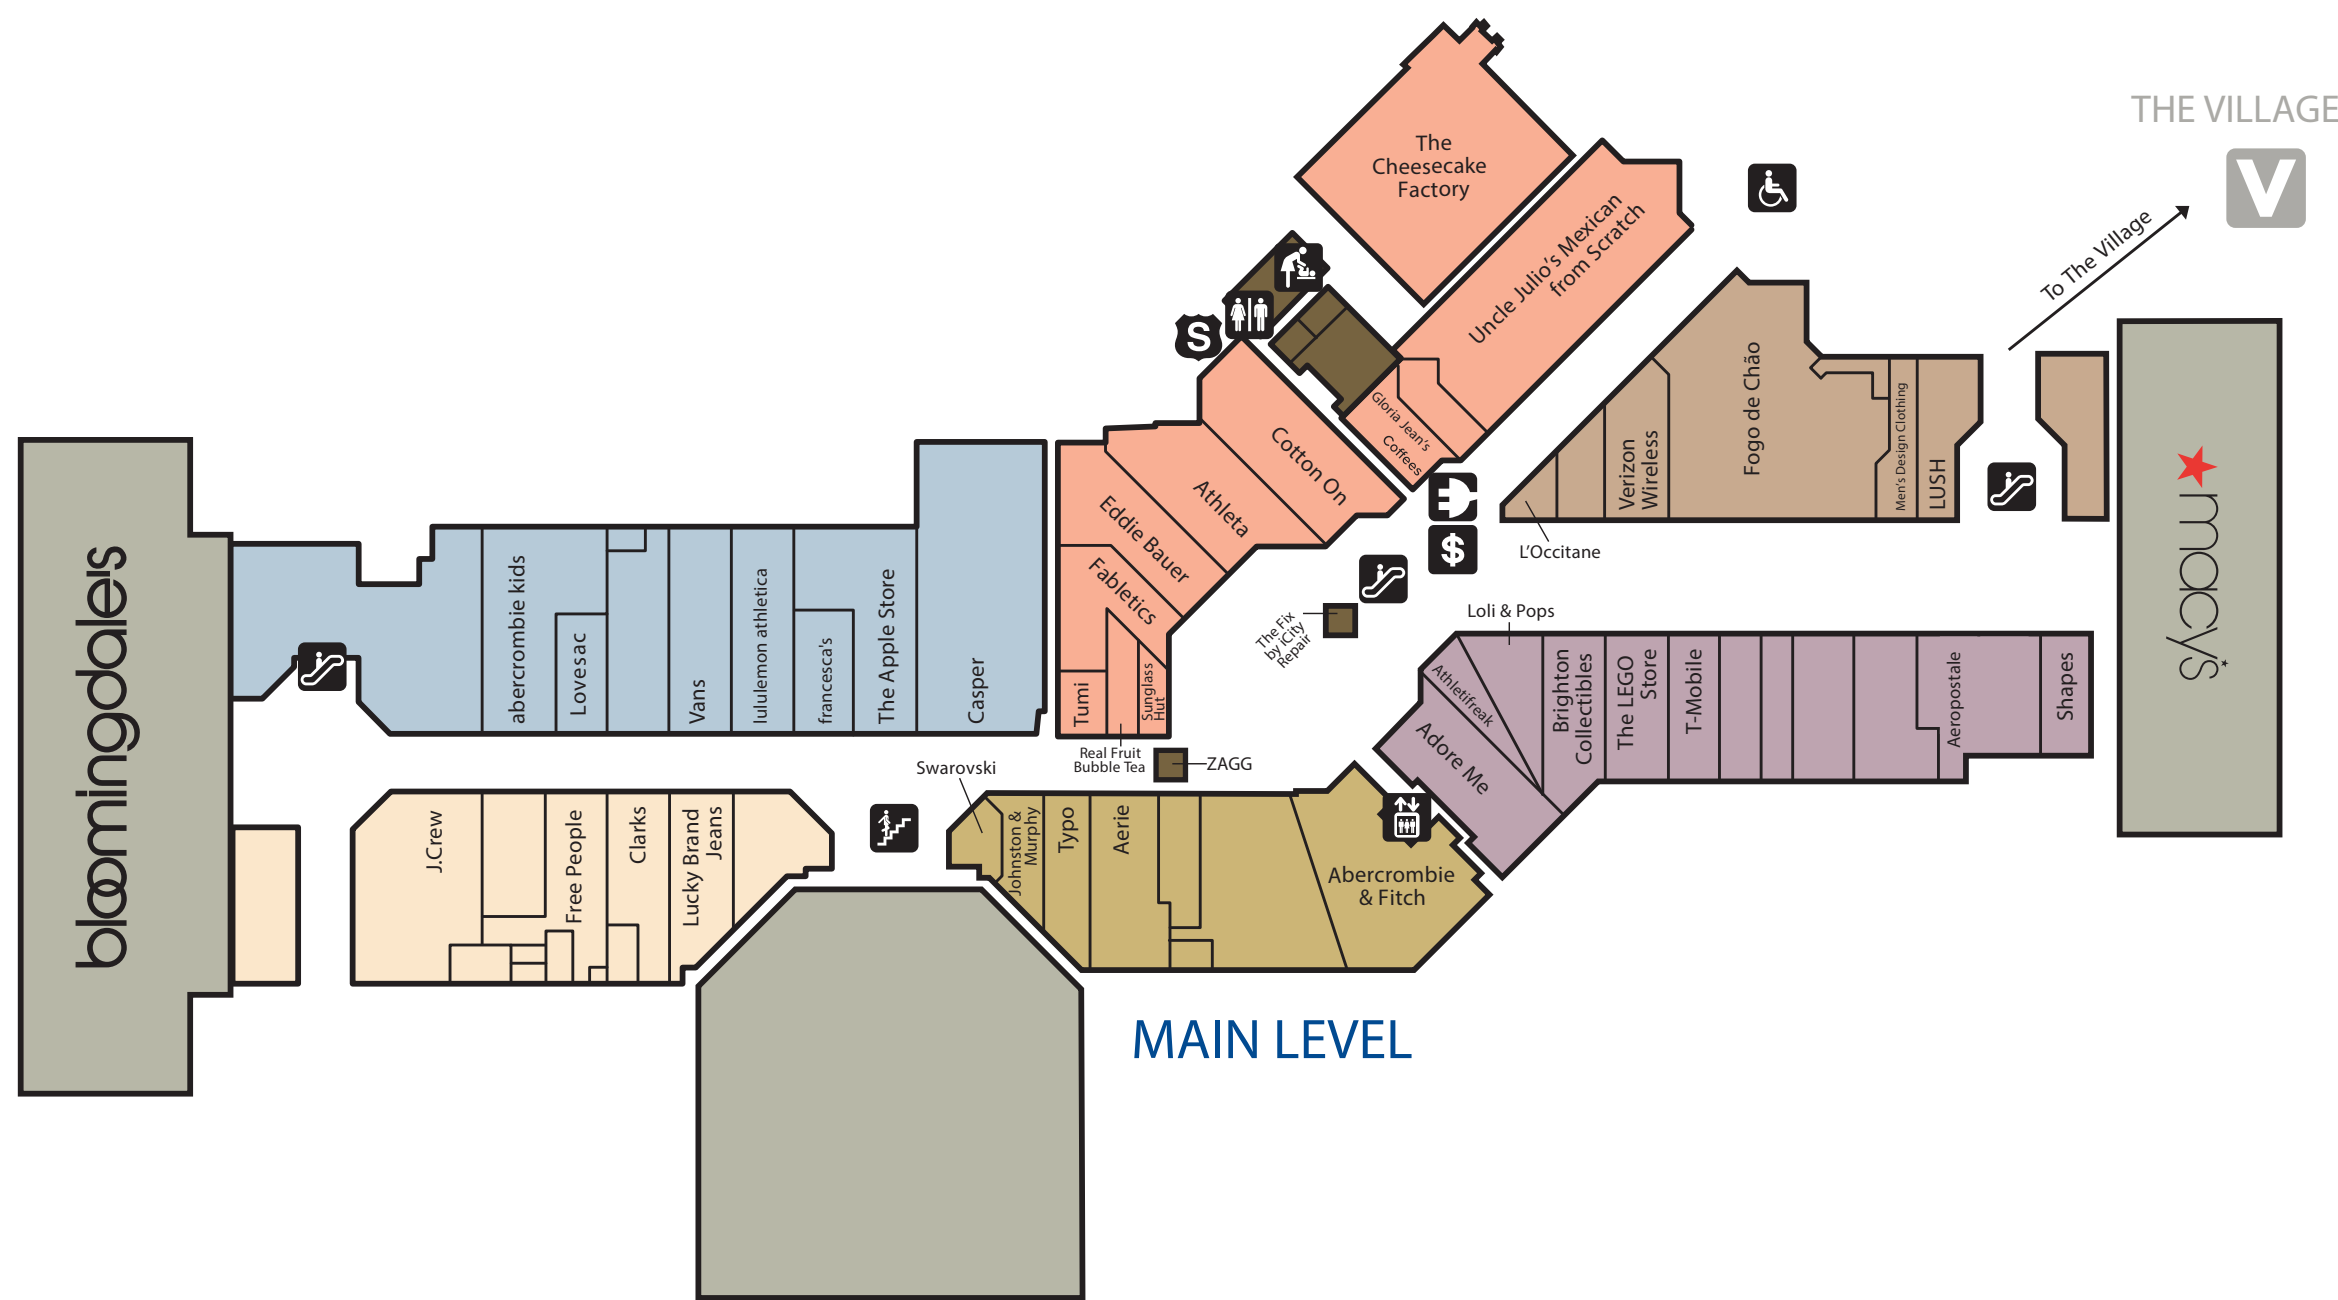 THE VILLAGE
V
To The Village
The
Cheesecake
Factory
Uncle Julio's Mexican
from Scratch
S
Gloria Jean's
Coffees
Cotton On
Athleta
Eddie Bauer
Fabletics
Tumi
Sunglass
Hut
Real Fruit
Bubble Tea
ZAGG
L'Occitane
Verizon
Wireless
Fogo de Chão
Men's Design Clothing
LUSH
macy's
$
The Fix
by iCity
Repair
Loli & Pops
bloomingdales
abercrombie kids
Lovesac
Vans
lululemon athletica
francesca's
The Apple Store
Casper
Athletifreak
Adore Me
Brighton
Collectibles
The LEGO
Store
T-Mobile
Aeropostale
Shapes
J.Crew
Free People
Clarks
Lucky Brand
Jeans
Swarovski
Johnston &
Murphy
Typo
Aerie
Abercrombie
& Fitch
MAIN LEVEL